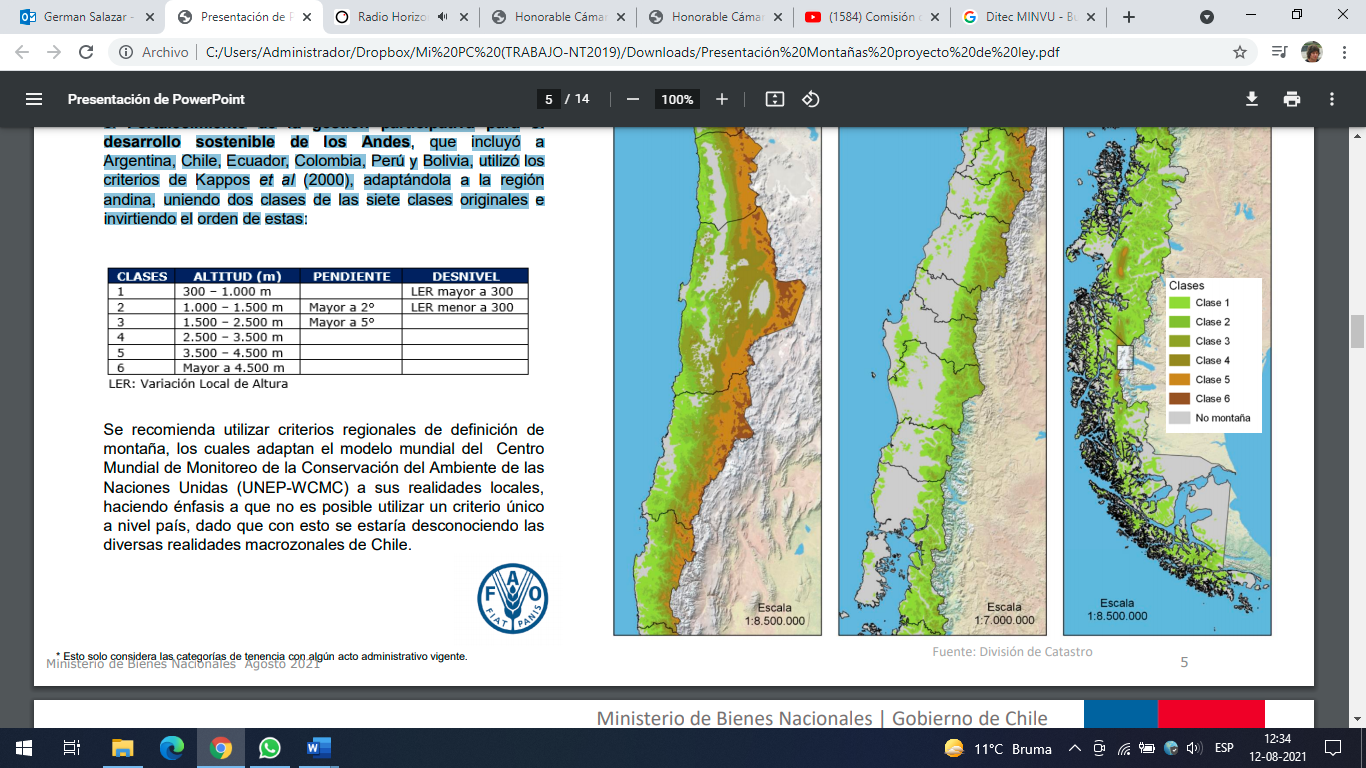 German Salazar -
Presentación de P
Radio Horizo
Honorable Cámar
Honorable Cámar
(1584) Comisión
Ditec MINVU - Bu
Archivo
C:/Users/Administrador/Dropbox/Mi%20PC%20(TRABAJO-NT2019)/Downloads/Presentación%20Montañas%20proyecto%20de%20ley.pdf
Presentación de PowerPoint
5 / 14
100%
desarrollo sostenible de los Andes, que incluyó a
Argentina, Chile, Ecuador, Colombia, Perú y Bolivia, utilizó los
criterios de Kappos et al (2000), adaptándola a la región
andina, uniendo dos clases de las siete clases originales e
invirtiendo el orden de estas:
CLASES ALTITUD (m) PENDIENTE DESNIVEL
1 300 – 1.000 m LER mayor a 300
2 1.000 – 1.500 m Mayor a 2° LER menor a 300
3 1.500 – 2.500 m Mayor a 5°
4 2.500 – 3.500 m
5 3.500 – 4.500 m
6 Mayor a 4.500 m
LER: Variación Local de Altura
Se recomienda utilizar criterios regionales de definición de
montaña, los cuales adaptan el modelo mundial del Centro
Mundial de Monitoreo de la Conservación del Ambiente de las
Naciones Unidas (UNEP-WCMC) a sus realidades locales,
haciendo énfasis a que no es posible utilizar un criterio único
a nivel país, dado que con esto se estaría desconociendo las
diversas realidades macrozonales de Chile.
FAO
FIAT PANIS
* Esto solo considera las categorías de tenencia con algún acto administrativo vigente.
Ministerio de Bienes Nacionales Agosto 2021
Escala
1:8.500.000
Escala
1:7.000.000
Escala
1:8.500.000
Clases
Clase 1
Clase 2
Clase 3
Clase 4
Clase 5
Clase 6
No montaña
Fuente: División de Catastro
5
Ministerio de Bienes Nacionales | Gobierno de Chile
11°C Bruma
ESP
12:34
12-08-2021